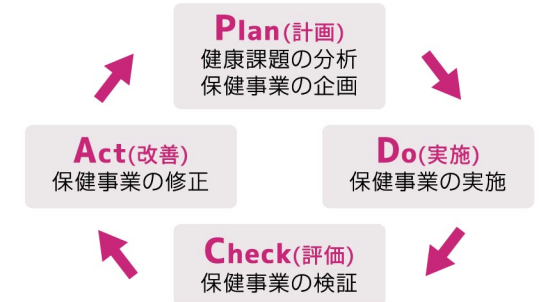 Plan(計画)
健康課題の分析
保健事業の企画
Act(改善)
保健事業の修正
Do(実施)
保健事業の実施
Check(評価)
保健事業の検証